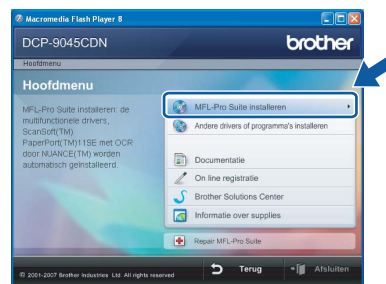 Macromedia Flash Player 8
DCP-9045CDN
brother
Hoofdmenu
Hoofdmenu
MFL-Pro Suite installeren: de
multifunctionele drivers,
ScanSoft(TM)
PaperPort(TM)11SE met OCR
door NUANCE(TM) worden
automatisch geïnstalleerd.
MFL-Pro Suite installeren
Andere drivers of programma's installeren
Documentatie
On line registratie
Brother Solutions Center
Informatie over supplies
Repair MFL-Pro Suite
© 2001-2007 Brother Industries Ltd. All rights reserved
Terug
Afsluiten